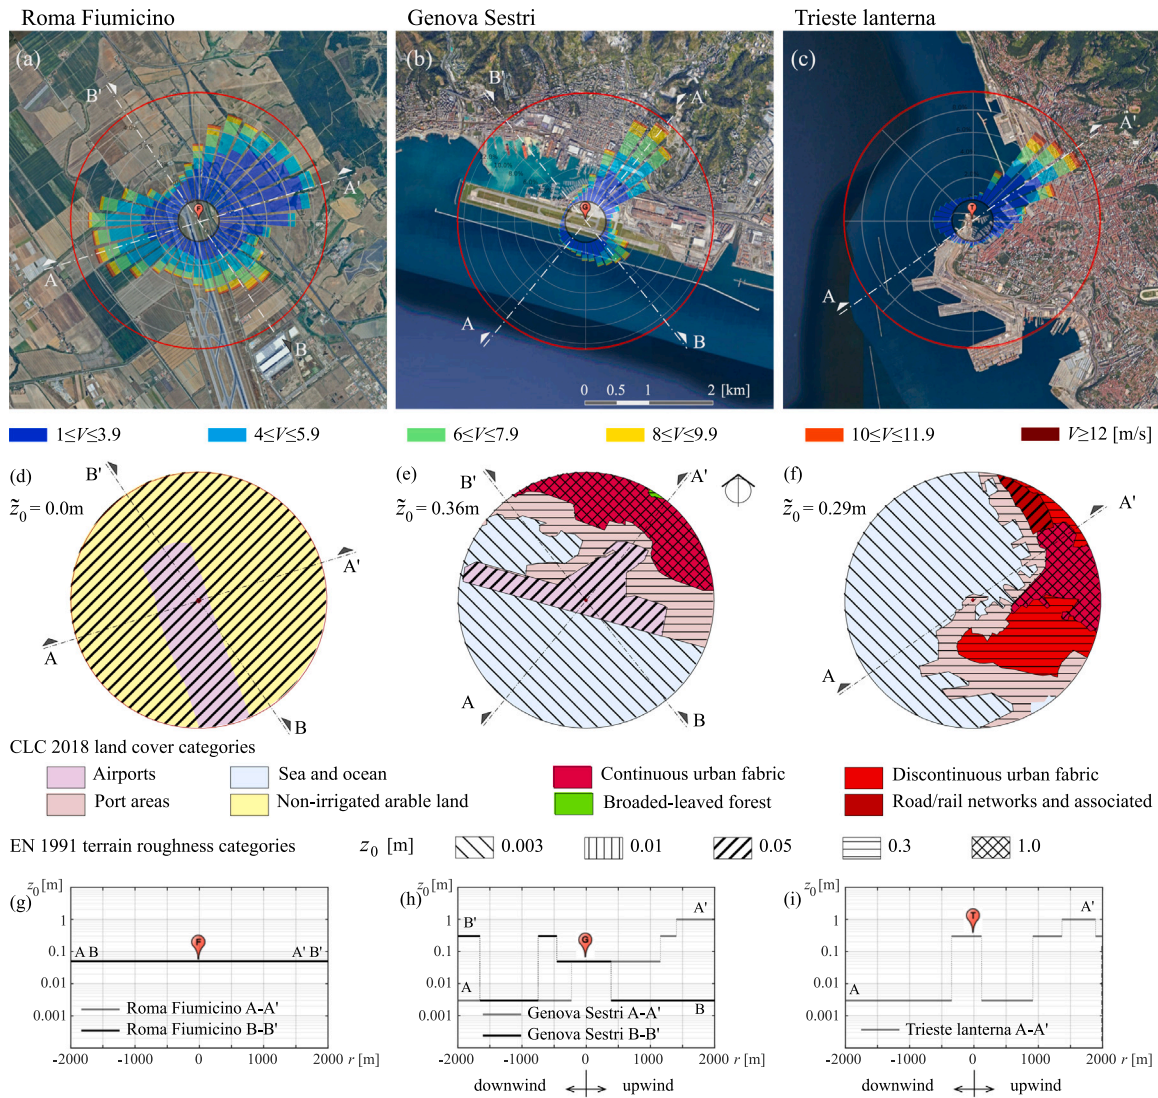 Roma Fiumicino
Genova Sestri
Trieste lanterna
(a)
B'
A'
A
B
F
(b)
B'
A'
A
B
G
0 0.5 1 2 [km]
(c)
A'
A
T
1≤V≤3.9
4≤V≤5.9
6≤V≤7.9
8≤V≤9.9
10≤V≤11.9
V≥12 [m/s]
(d)
z̃0 = 0.0m
B'
A'
A
B
(e)
z̃0 = 0.36m
B'
A'
A
B
(f)
z̃0 = 0.29m
A'
A
CLC 2018 land cover categories
Airports
Sea and ocean
Continuous urban fabric
Discontinuous urban fabric
Port areas
Non-irrigated arable land
Broaded-leaved forest
Road/rail networks and associated
EN 1991 terrain roughness categories
z0 [m]
0.003
0.01
0.05
0.3
1.0
(g)
z0 [m]
1
0.1
0.01
0.001
F
A B
A' B'
Roma Fiumicino A-A'
Roma Fiumicino B-B'
-2000 -1000 0 1000 r [m]
(h)
z0 [m]
1
0.1
0.01
0.001
B'
A'
G
A
B
Genova Sestri A-A'
Genova Sestri B-B'
-2000 -1000 0 1000 2000
downwind
upwind
(i)
z0 [m]
1
0.1
0.01
0.001
T
A'
A
Trieste lanterna A-A'
-2000 -1000 0 1000 r [m]
downwind
upwind